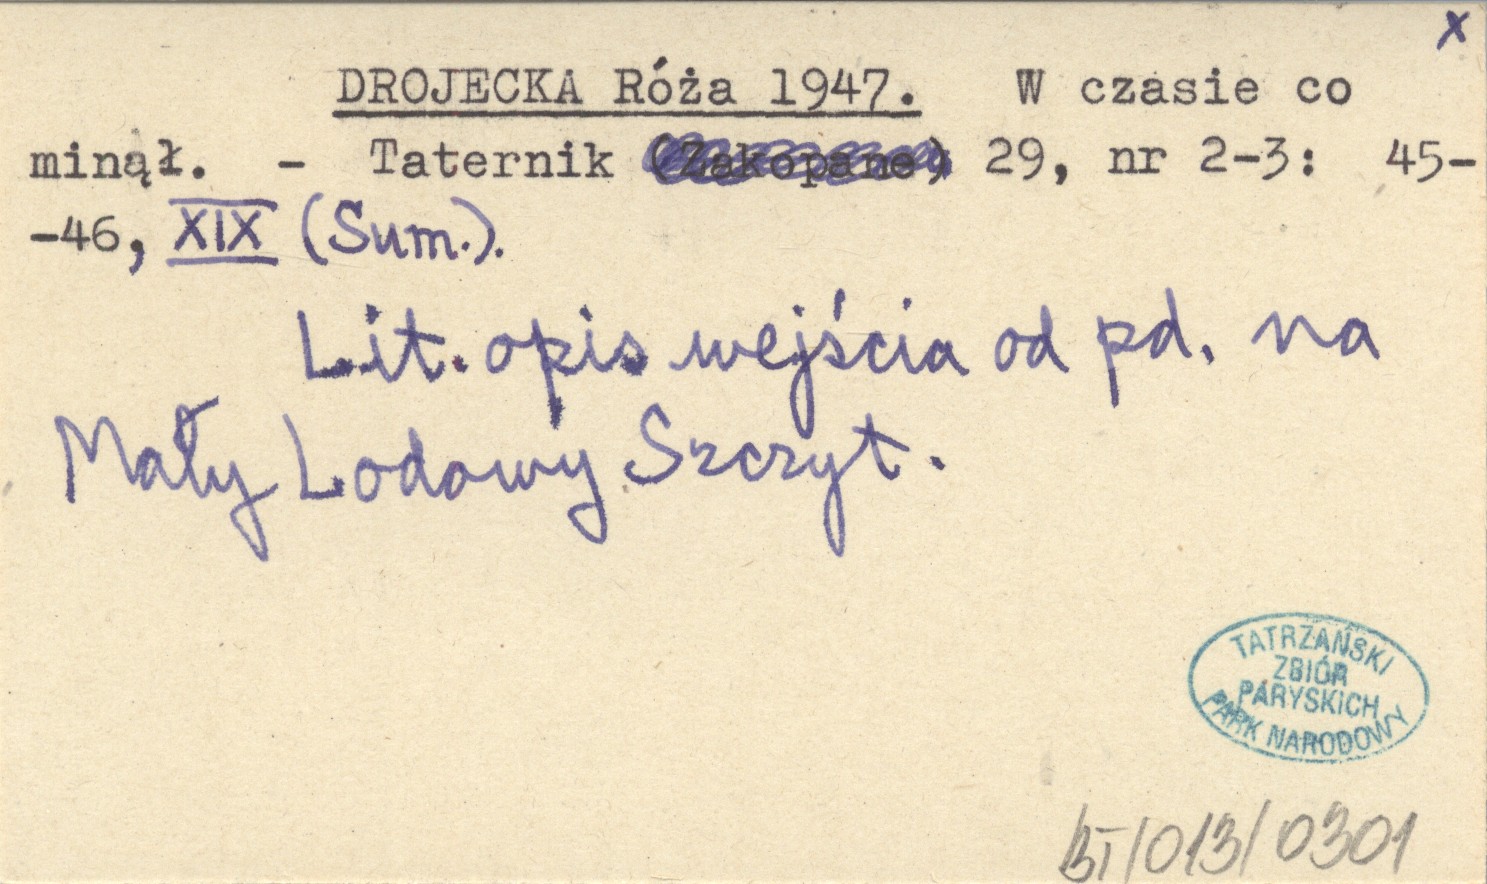 x
DROJECKA Róża 1947. W czasie co
minął. - Taternik (Zakopane) 29, nr 2-3: 45-
-46, XIX (Sum.).
Lit. opis wejścia od pd. na
Mały Lodowy Szczyt.
TATRZAŃSKI
ZBIÓR
PARYSKICH
PARK NARODOWY
BT/013/0301